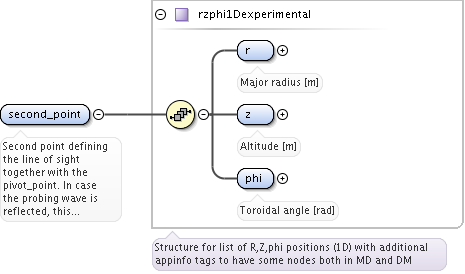 rzphi1Dexperimental
r
Major radius [m]
second_point
z
Second point defining
the line of sight
together with the
pivot_point. In case
the probing wave is
reflected, this...
Altitude [m]
phi
Toroidal angle [rad]
Structure for list of R,Z,phi positions (1D) with additional
appinfo tags to have some nodes both in MD and DM